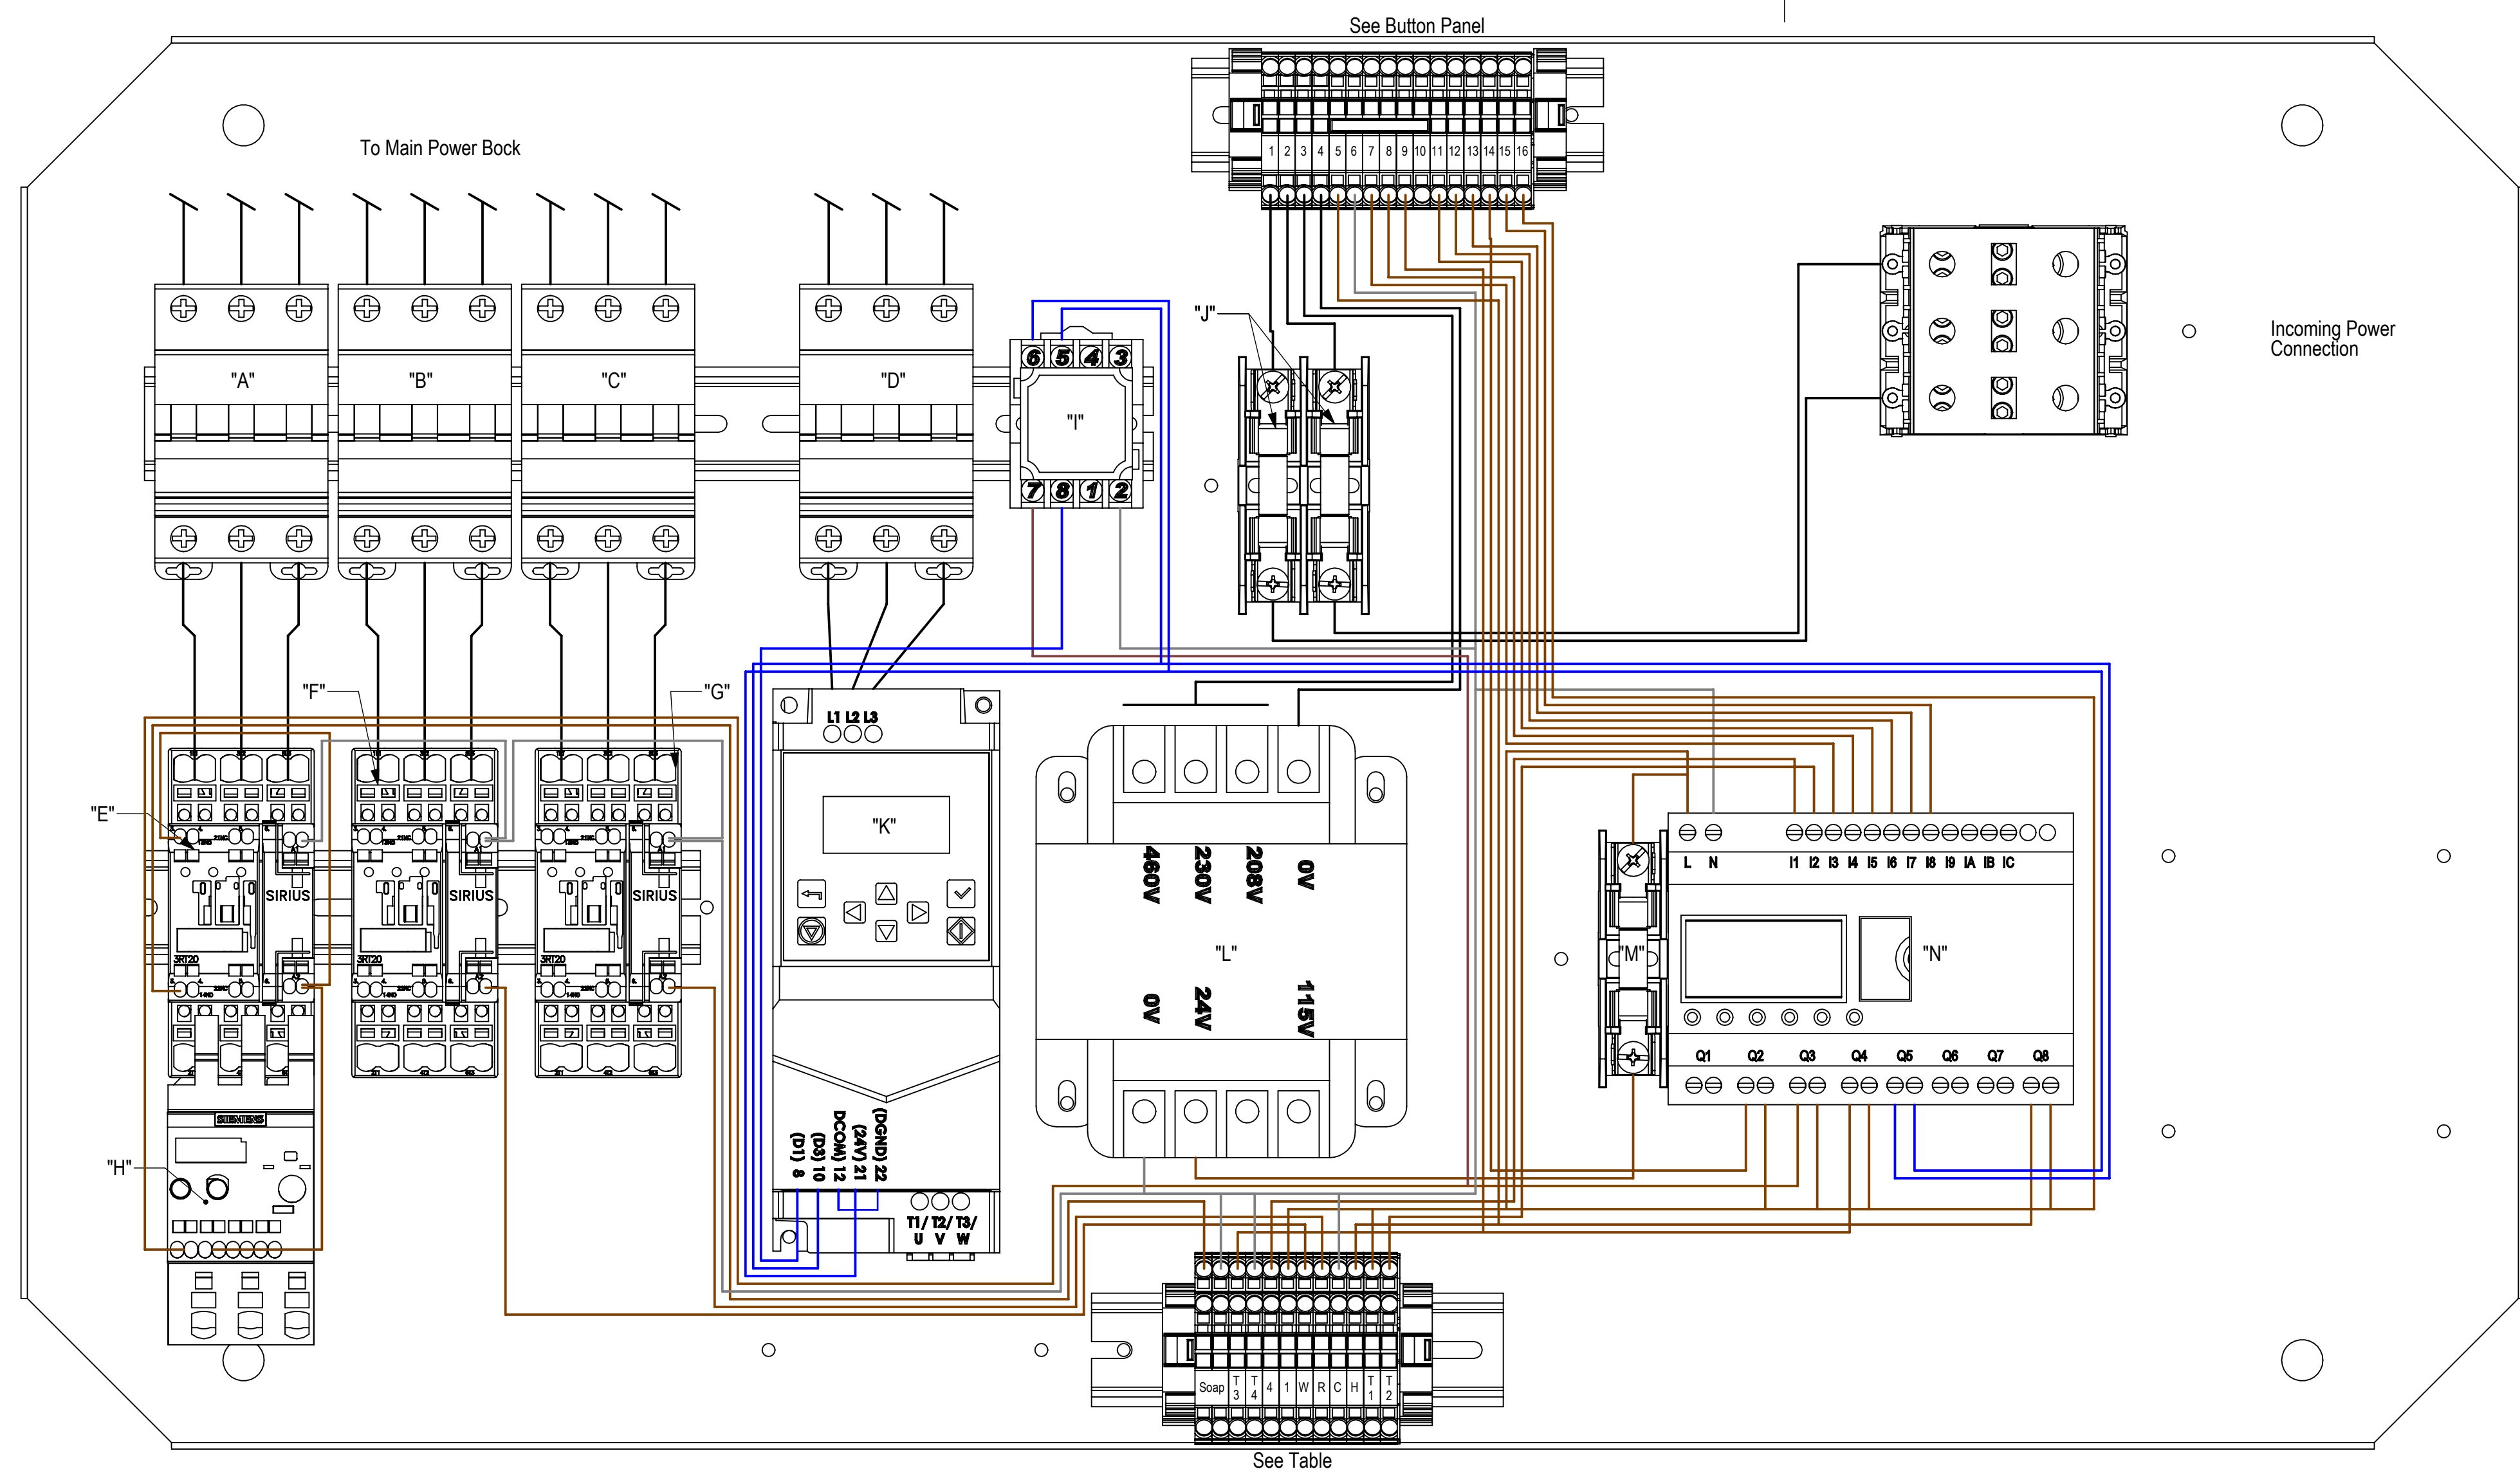 See Button Panel
To Main Power Bock
1 2 3 4 5 6 7 8 9 10 11 12 13 14 15 16
"J"
Incoming Power
Connection
6 5 4 3
"A" "B" "C" "D"
"I"
7 8 1 2
"F" "G"
L1 L2 L3
"E"
"K"
460V 230V 208V 0V
L N I1 I2 I3 I4 I5 I6 I7 I8 I9 IA IB IC
SIRIUS SIRIUS SIRIUS
3RT20 3RT20 3RT20
"L"
"M"
"N"
0V 24V 115V
Q1 Q2 Q3 Q4 Q5 Q6 Q7 Q8
SIEMENS
(D1) 8
(D3) 10
DCOM) 12
(24V) 21
(DGND) 22
"H"
T1/ T2/ T3/
U V W
Soap T3 T4 4 1 W R C H T1 T2
See Table